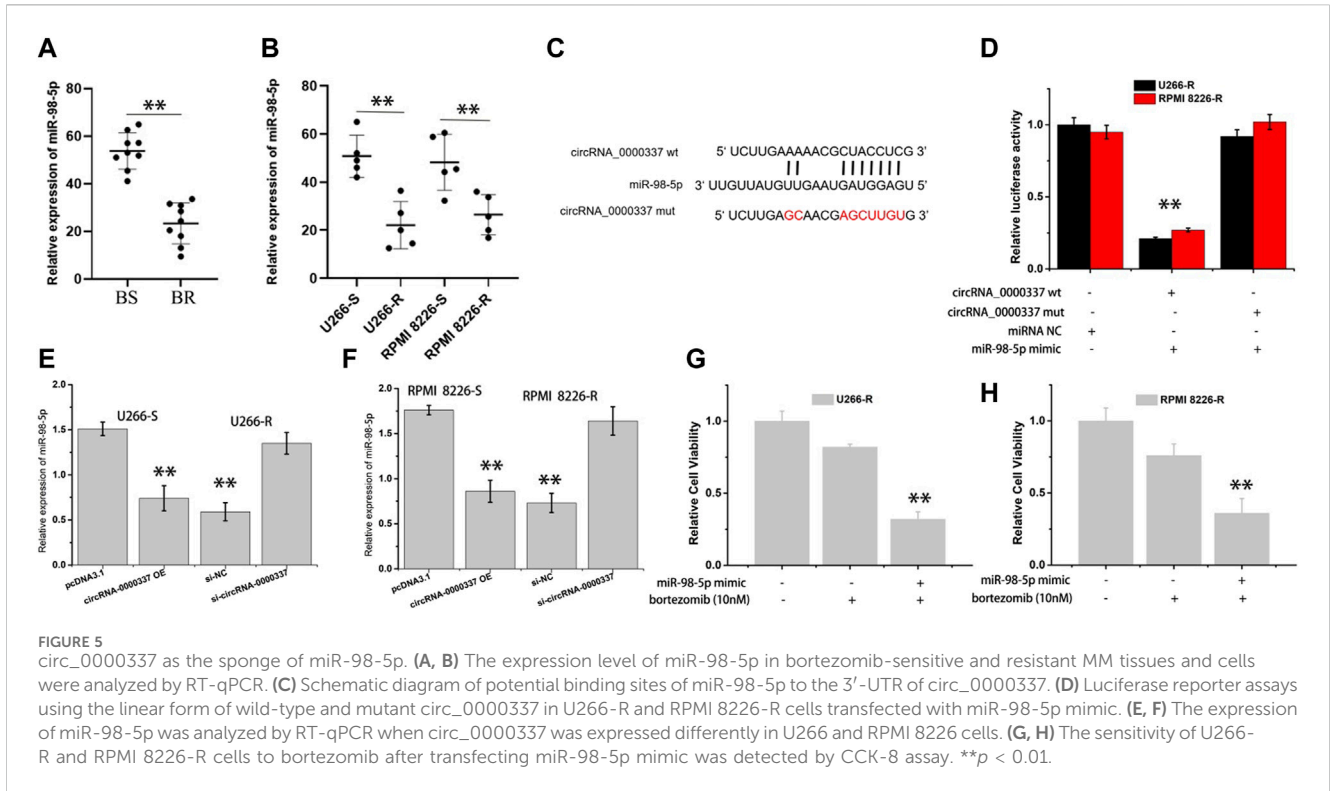 A
Relative expression of miR-98-5p
80
60
40
20
0
**
BS
BR
B
Relative expression of miR-98-5p
80
60
40
20
0
**
**
U266-S
U266-R
RPMI 8226-S
RPMI 8226-R
C
circRNA_0000337 wt
5' UCUUGAAAAACGCUACCUCG 3'
miR-98-5p
3' UUGUUAUGUUGAAUGAUGGAGU 5'
circRNA_0000337 mut
5' UCUUGAGCAACGAGCUUGUG 3'
D
U266-R
RPMI 8226-R
Relative luciferase activity
1.0
0.5
0.0
**
circRNA_0000337 wt - + -
circRNA_0000337 mut - - +
miRNA NC + - -
miR-98-5p mimic - + +
E
Relative expression of miR-98-5p
2.0
1.5
1.0
0.5
0.0
U266-S
U266-R
**
**
pcDNA3.1
circRNA-0000337 OE
si-NC
si-circRNA-0000337
F
Relative expression of miR-98-5p
2.0
1.5
1.0
0.5
0.0
RPMI 8226-S
RPMI 8226-R
**
**
pcDNA3.1
circRNA-0000337 OE
si-NC
si-circRNA-0000337
G
Relative Cell Viability
1.0
0.5
0.0
U266-R
**
miR-98-5p mimic - - +
bortezomib (10nM) - + +
H
Relative Cell Viability
1.0
0.5
0.0
RPMI 8226-R
**
miR-98-5p mimic - - +
bortezomib (10nM) - + +
FIGURE 5
circ_0000337 as the sponge of miR-98-5p. (A, B) The expression level of miR-98-5p in bortezomib-sensitive and resistant MM tissues and cells
were analyzed by RT-qPCR. (C) Schematic diagram of potential binding sites of miR-98-5p to the 3′-UTR of circ_0000337. (D) Luciferase reporter assays
using the linear form of wild-type and mutant circ_0000337 in U266-R and RPMI 8226-R cells transfected with miR-98-5p mimic. (E, F) The expression
of miR-98-5p was analyzed by RT-qPCR when circ_0000337 was expressed differently in U266 and RPMI 8226 cells. (G, H) The sensitivity of U266-
R and RPMI 8226-R cells to bortezomib after transfecting miR-98-5p mimic was detected by CCK-8 assay. **p < 0.01.